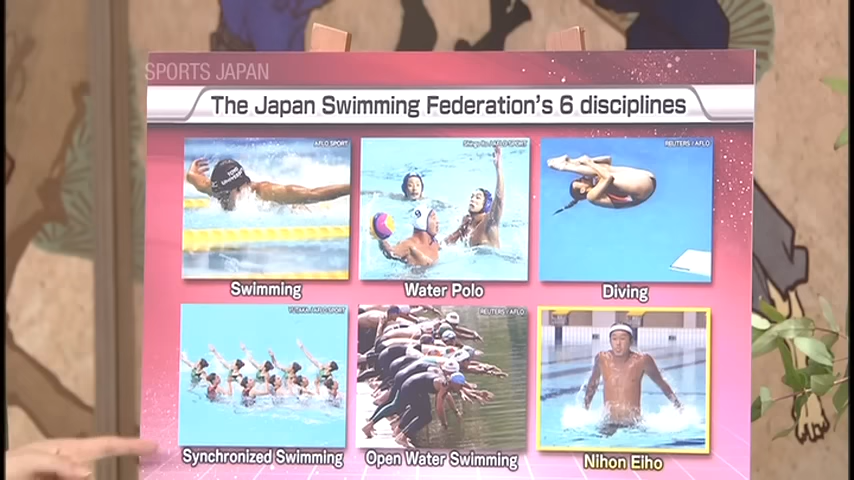 SPORTS JAPAN
The Japan Swimming Federation's 6 disciplines
AFLO SPORT
REUTERS / AFLO
Swimming
Water Polo
Diving
REUTERS / AFLO
Synchronized Swimming
Open Water Swimming
Nihon Eiho